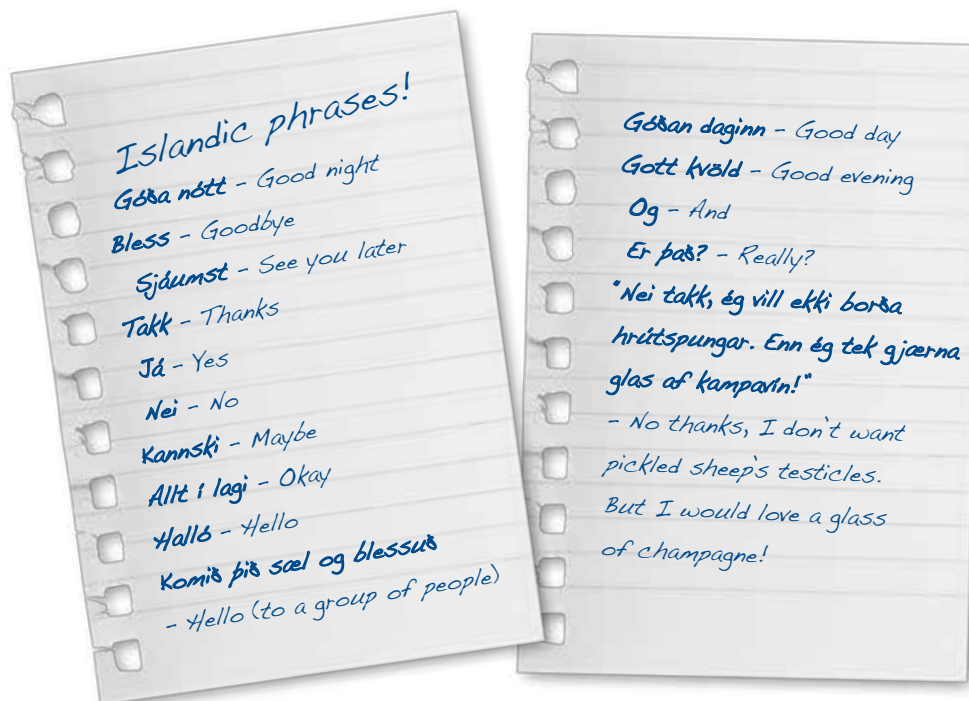 Islandic phrases!
Góða nótt – Good night
Bless – Goodbye
Sjáumst – See you later
Takk – Thanks
Já – Yes
Nei – No
Kannski – Maybe
Allt í lagi – Okay
Halló – Hello
Komið þið sæl og blessuð
– Hello (to a group of people)
Góðan daginn – Good day
Gott kvöld – Good evening
Og – And
Er það? – Really?
"Nei takk, ég vill ekki borða
hrútspungar. Enn ég tek gjærna
glas af kampavín!"
– No thanks, I don't want
pickled sheep's testicles.
But I would love a glass
of champagne!